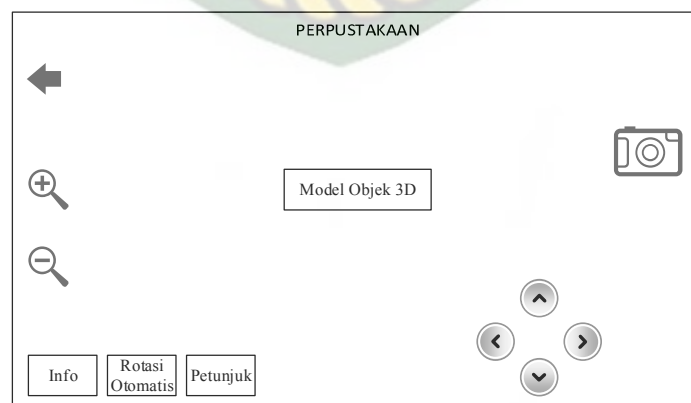 PERPUSTAKAAN
Model Objek 3D
Info
Rotasi
Otomatis
Petunjuk